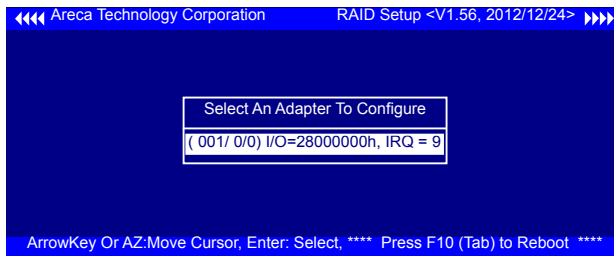 Areca Technology Corporation RAID Setup <V1.56, 2012/12/24>
Select An Adapter To Configure
( 001/ 0/0) I/O=28000000h, IRQ = 9
ArrowKey Or AZ:Move Cursor, Enter: Select, **** Press F10 (Tab) to Reboot ****